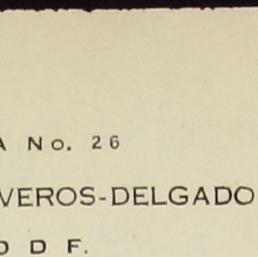 A No. 26
VEROS-DELGADO
O D F.